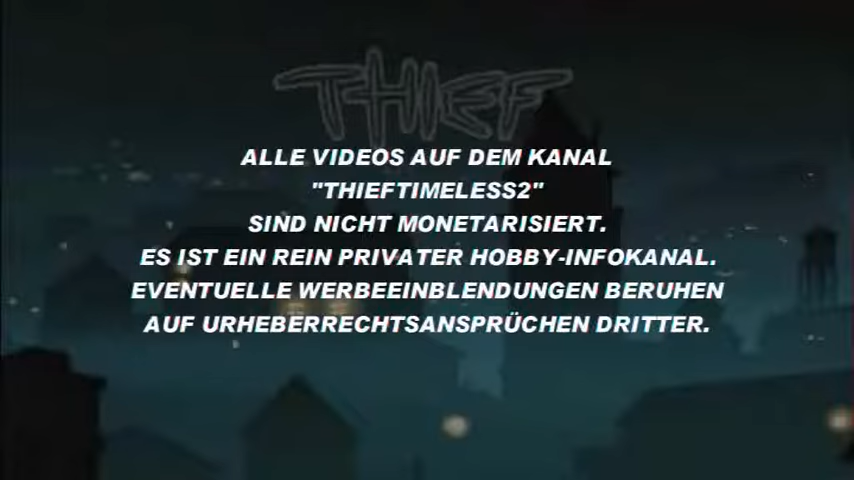 THIEF
ALLE VIDEOS AUF DEM KANAL
"THIEFTIMELESS2"
SIND NICHT MONETARISIERT.
ES IST EIN REIN PRIVATER HOBBY-INFOKANAL.
EVENTUELLE WERBEEINBLENDUNGEN BERUHEN
AUF URHEBERRECHTSANSPRÜCHEN DRITTER.